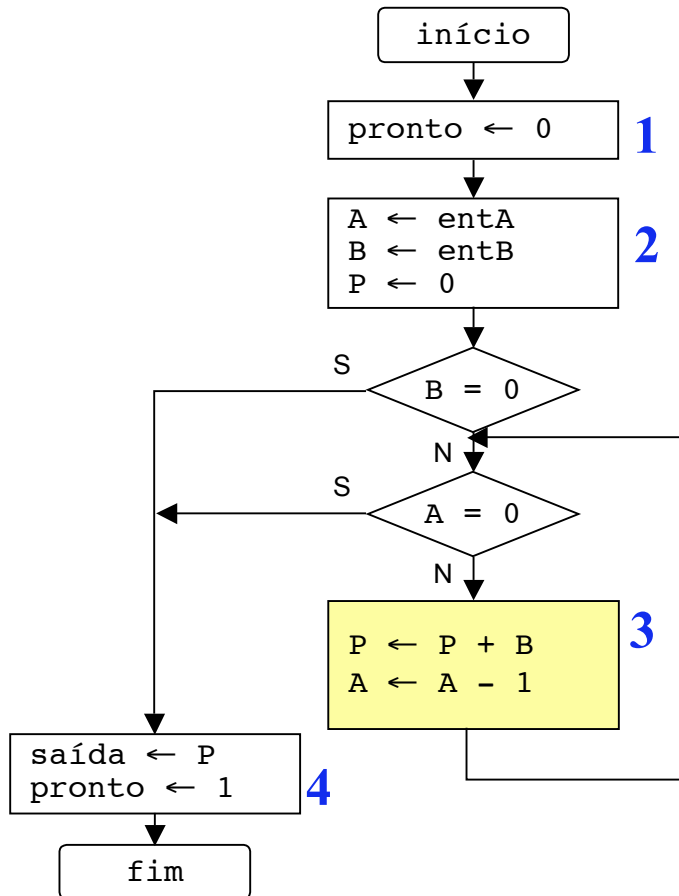 início
pronto ← 0
1
A ← entA
B ← entB
P ← 0
2
S
B = 0
N
S
A = 0
N
P ← P + B
A ← A - 1
3
saída ← P
pronto ← 1
4
fim